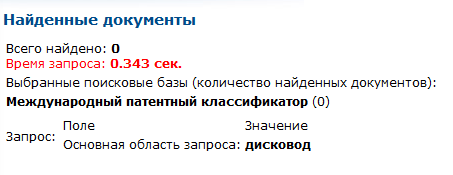 Найденные документы
Всего найдено: 0
Время запроса: 0.343 сек.
Выбранные поисковые базы (количество найденных документов):
Международный патентный классификатор (0)
Поле Значение
Запрос:
Основная область запроса: дисковод